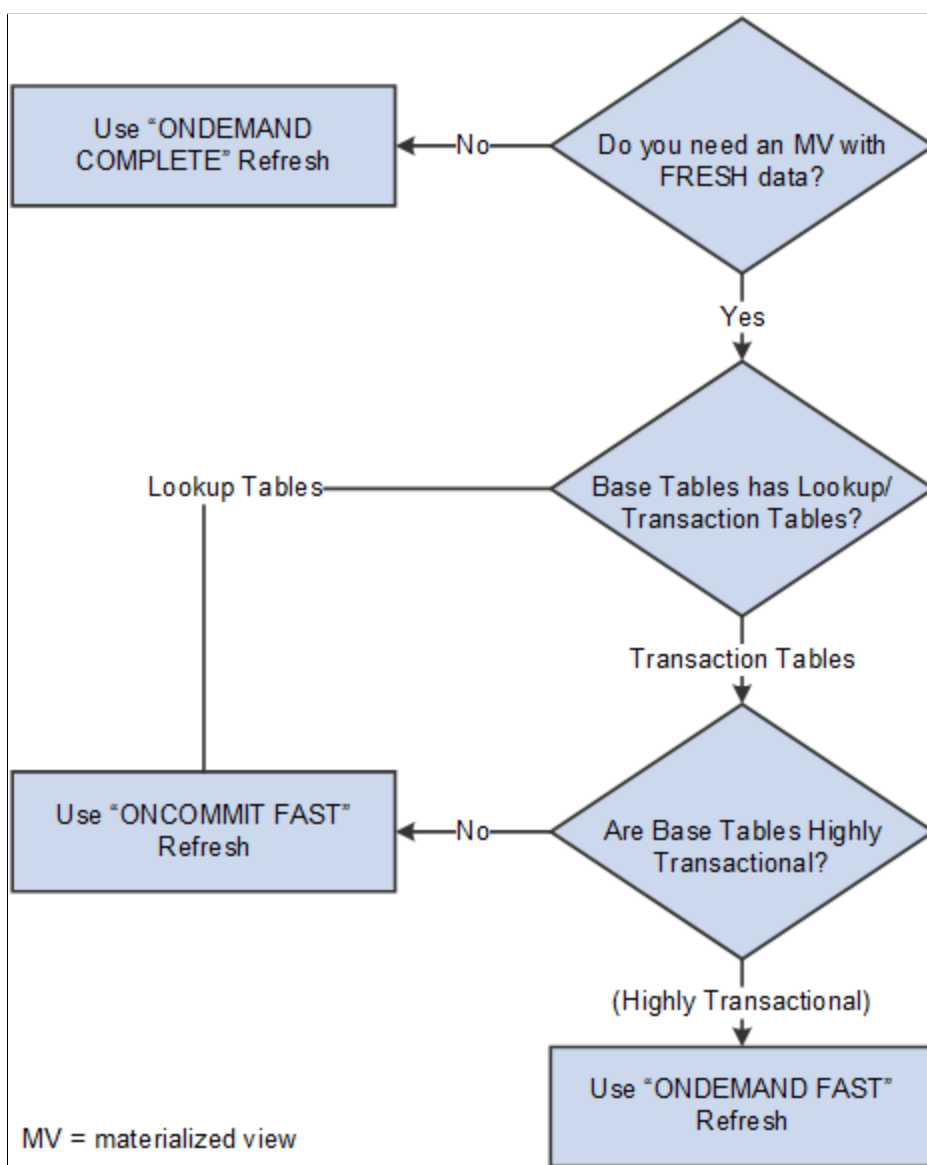 Use “ONDEMAND
COMPLETE” Refresh
No
Do you need an MV with
FRESH data?
Yes
Lookup Tables
Base Tables has Lookup/
Transaction Tables?
Transaction Tables
Use “ONCOMMIT FAST”
Refresh
No
Are Base Tables Highly
Transactional?
(Highly Transactional)
Use “ONDEMAND FAST”
Refresh
MV = materialized view